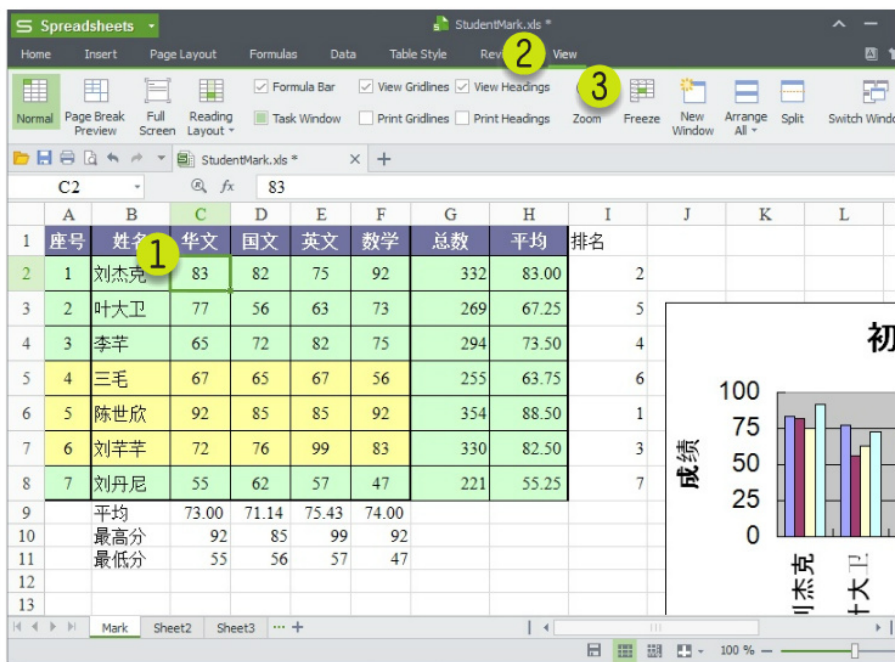 Spreadsheets
StudentMark.xls *
Home Insert Page Layout Formulas Data Table Style 2 View
Normal Page Break Preview Full Screen Reading Layout Formula Bar View Gridlines View Headings 3
Task Window Print Gridlines Print Headings Zoom Freeze New Window Arrange All Split
StudentMark.xls *
C2 fx 83
A B C D E F G H I J K L
1 座号 华文 国文 英文 数学 总数 平均 排名
1
2 1 刘杰克 83 82 75 92 332 83.00 2
3 2 叶大卫 77 56 63 73 269 67.25 5
4 3 李芊 65 72 82 75 294 73.50 4
5 4 三毛 67 65 67 56 255 63.75 6
6 5 陈世欣 92 85 85 92 354 88.50 1
7 6 刘芊芊 72 76 99 83 330 82.50 3
8 7 刘丹尼 55 62 57 47 221 55.25 7
9 平均 73.00 71.14 75.43 74.00
10 最高分 92 85 99 92
11 最低分 55 56 57 47
12
13
初
成绩
100
75
50
25
0
Mark Sheet2 Sheet3 ... +
100 %